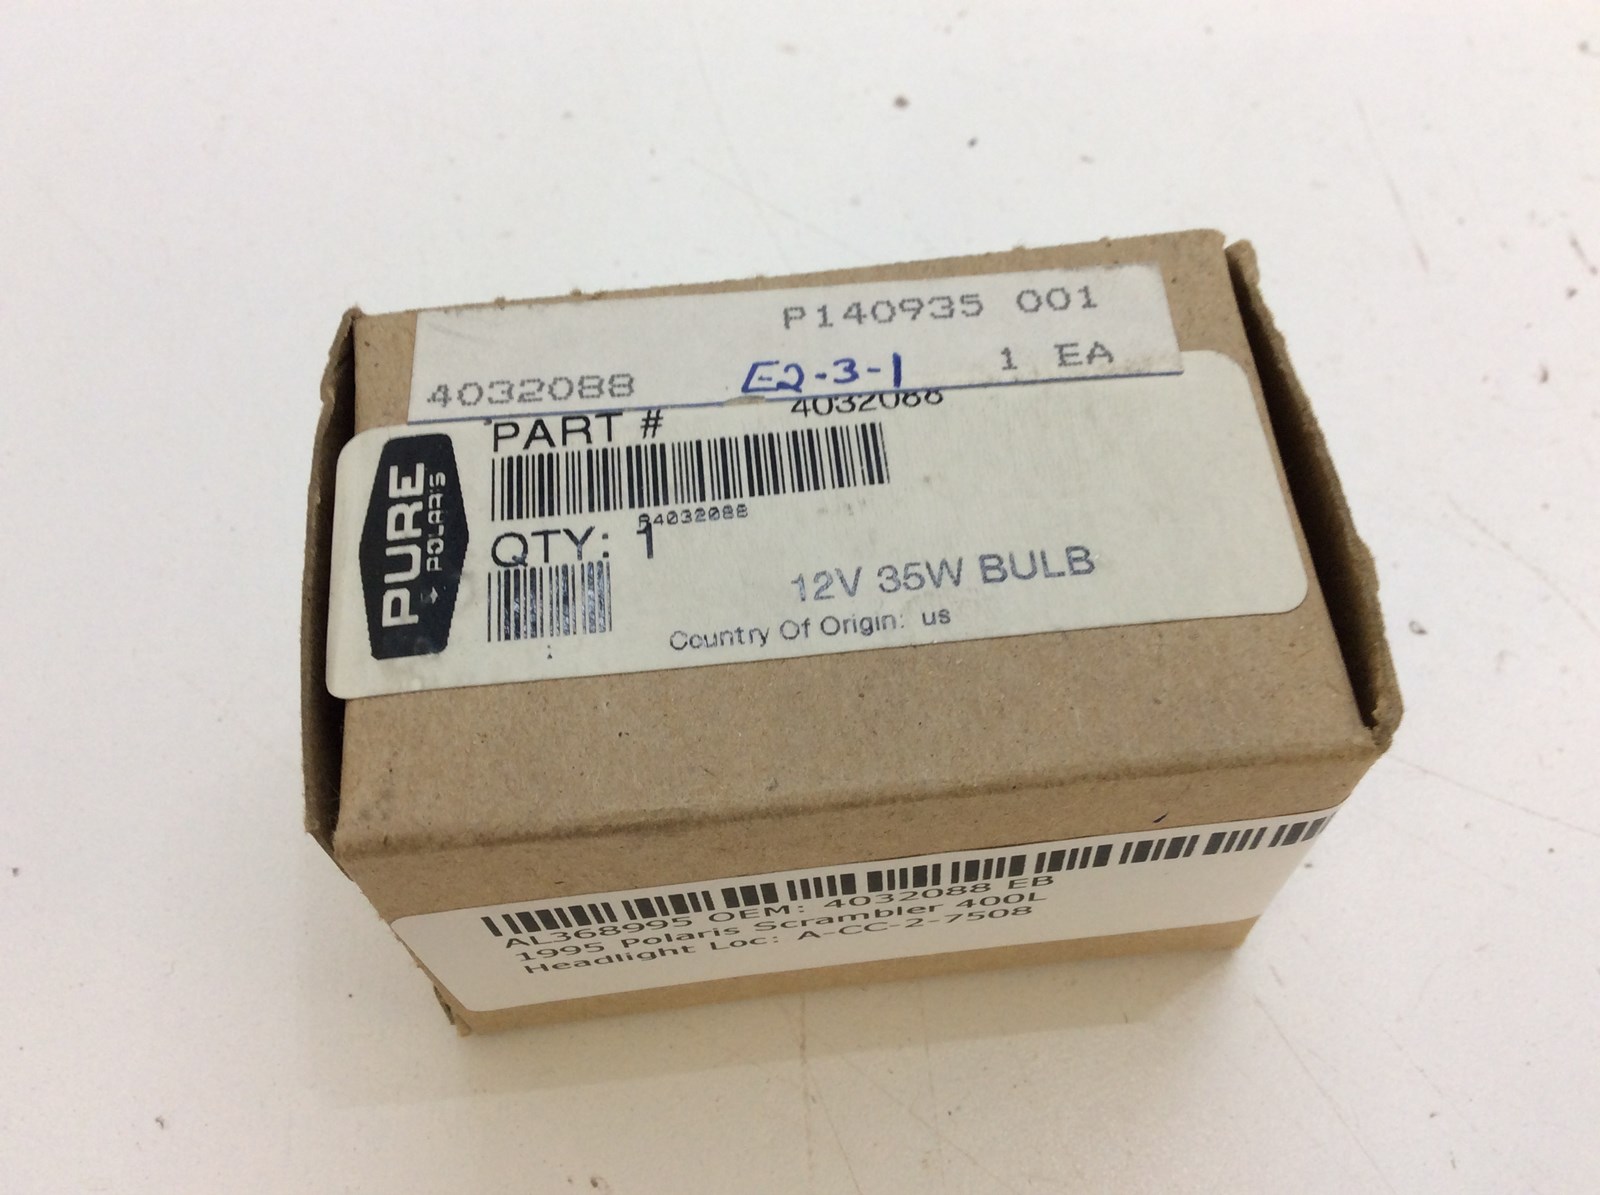 P140935 001
4032088 E2-3-1 1 EA
PART # 4032088
P4032088
QTY: 1
12V 35W BULB
Country Of Origin: us
PURE
POLARIS
AL368995 OEM: 4032088 EB
1995 Polaris Scrambler 400L
Headlight Loc: A-CC-2-7508